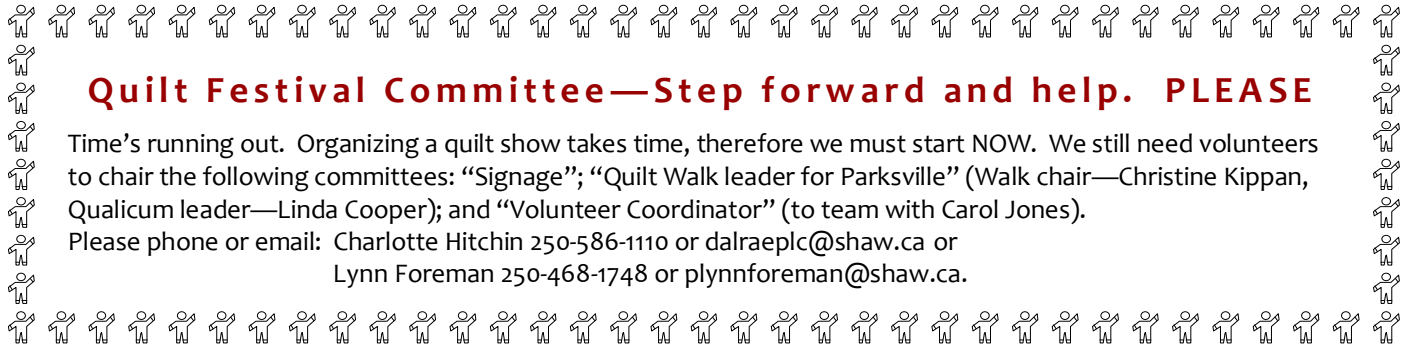 Quilt Festival Committee—Step forward and help.  PLEASE
Time’s running out.  Organizing a quilt show takes time, therefore we must start NOW.  We still need volunteers
to chair the following committees: “Signage”; “Quilt Walk leader for Parksville” (Walk chair—Christine Kippan,
Qualicum leader—Linda Cooper); and “Volunteer Coordinator” (to team with Carol Jones).
Please phone or email:  Charlotte Hitchin 250-586-1110 or dalraeplc@shaw.ca or
Lynn Foreman 250-468-1748 or plynnforeman@shaw.ca.